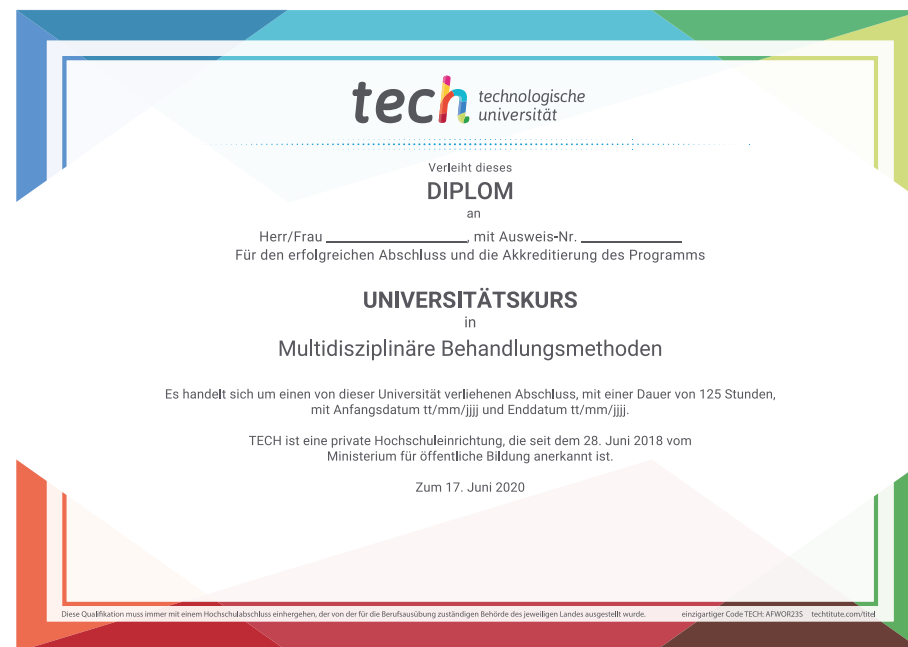 tech technologische
universität
Verleiht dieses
DIPLOM
an
Herr/Frau ____________________, mit Ausweis-Nr. ______________
Für den erfolgreichen Abschluss und die Akkreditierung des Programms
UNIVERSITÄTSKURS
in
Multidisziplinäre Behandlungsmethoden
Es handelt sich um einen von dieser Universität verliehenen Abschluss, mit einer Dauer von 125 Stunden,
mit Anfangsdatum tt/mm/jjjj und Enddatum tt/mm/jjjj.
TECH ist eine private Hochschuleinrichtung, die seit dem 28. Juni 2018 vom
Ministerium für öffentliche Bildung anerkannt ist.
Zum 17. Juni 2020
Diese Qualifikation muss immer mit einem Hochschulabschluss einhergehen, der von der für die Berufsausübung zuständigen Behörde des jeweiligen Landes ausgestellt wurde. einzigartiger Code TECH: AFWOR23S techtitute.com/titel